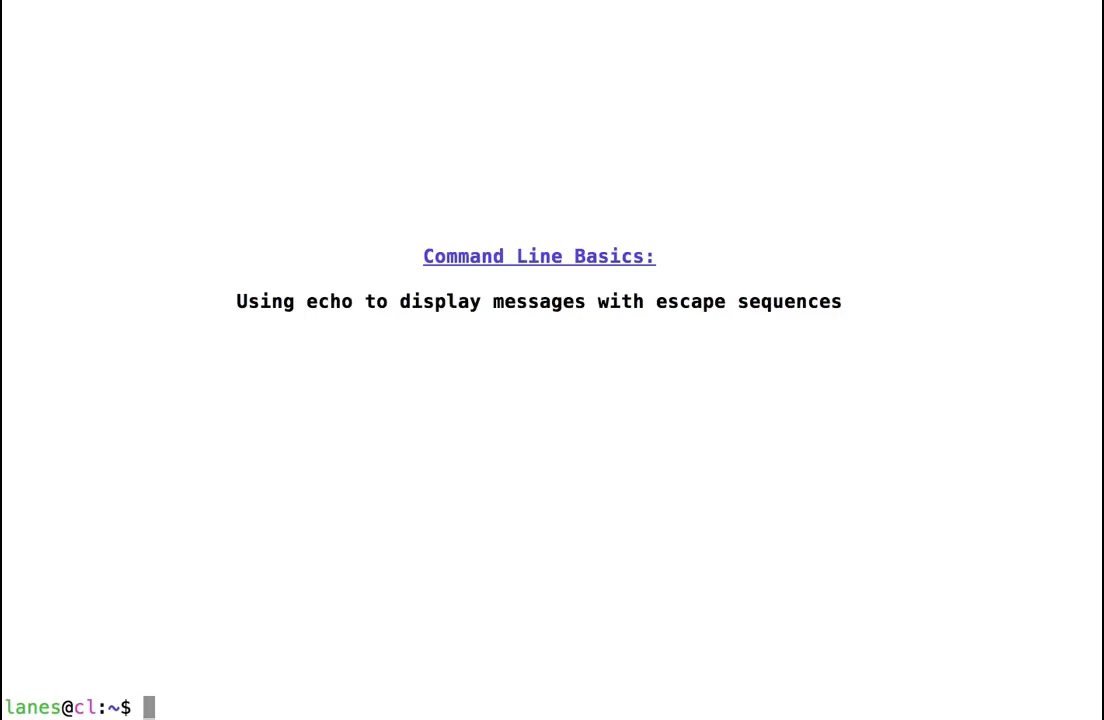 Command Line Basics:
Using echo to display messages with escape sequences
lanes@cl:~$